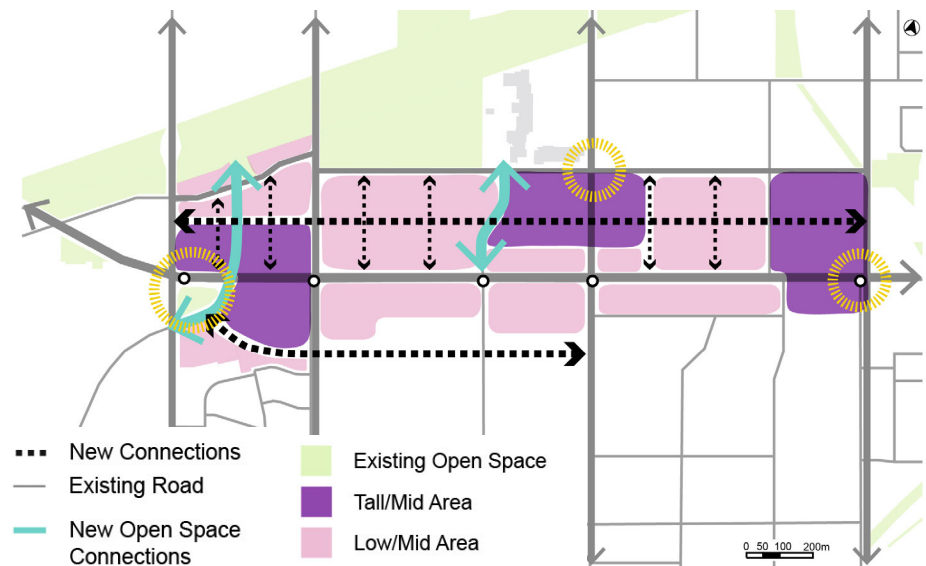 New Connections
Existing Road
New Open Space
Connections
Existing Open Space
Tall/Mid Area
Low/Mid Area
0 50 100 200m